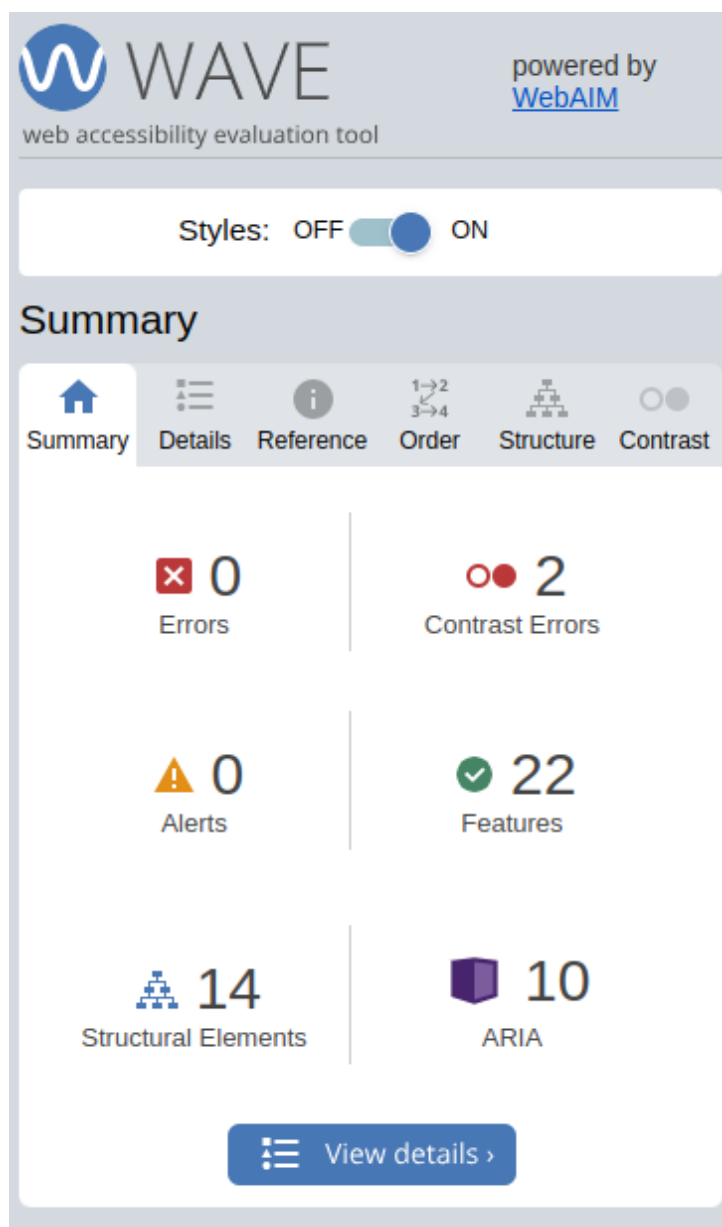 WAVE
powered by
WebAIM
web accessibility evaluation tool
Styles: OFF ON
Summary
1→2
3→4
Summary Details Reference Order Structure Contrast
0 2
Errors Contrast Errors
0 22
Alerts Features
14 10
Structural Elements ARIA
View details ›